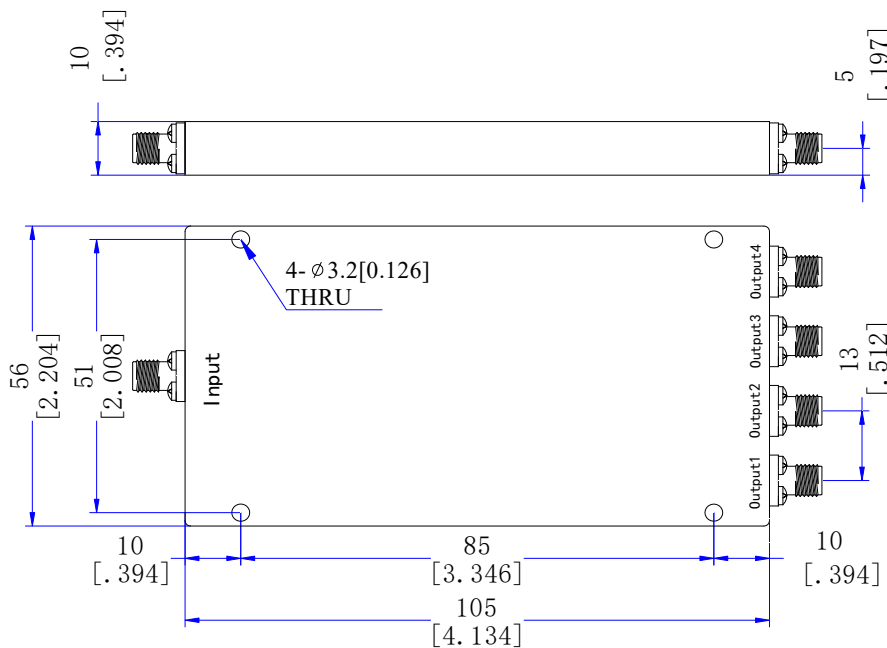 10
[.394]
5
[.197]
4-φ3.2[0.126]
THRU
56
[2.204]
51
[2.008]
Input
Output4
Output3
Output2
Output1
13
[.512]
10
[.394]
85
[3.346]
10
[.394]
105
[4.134]